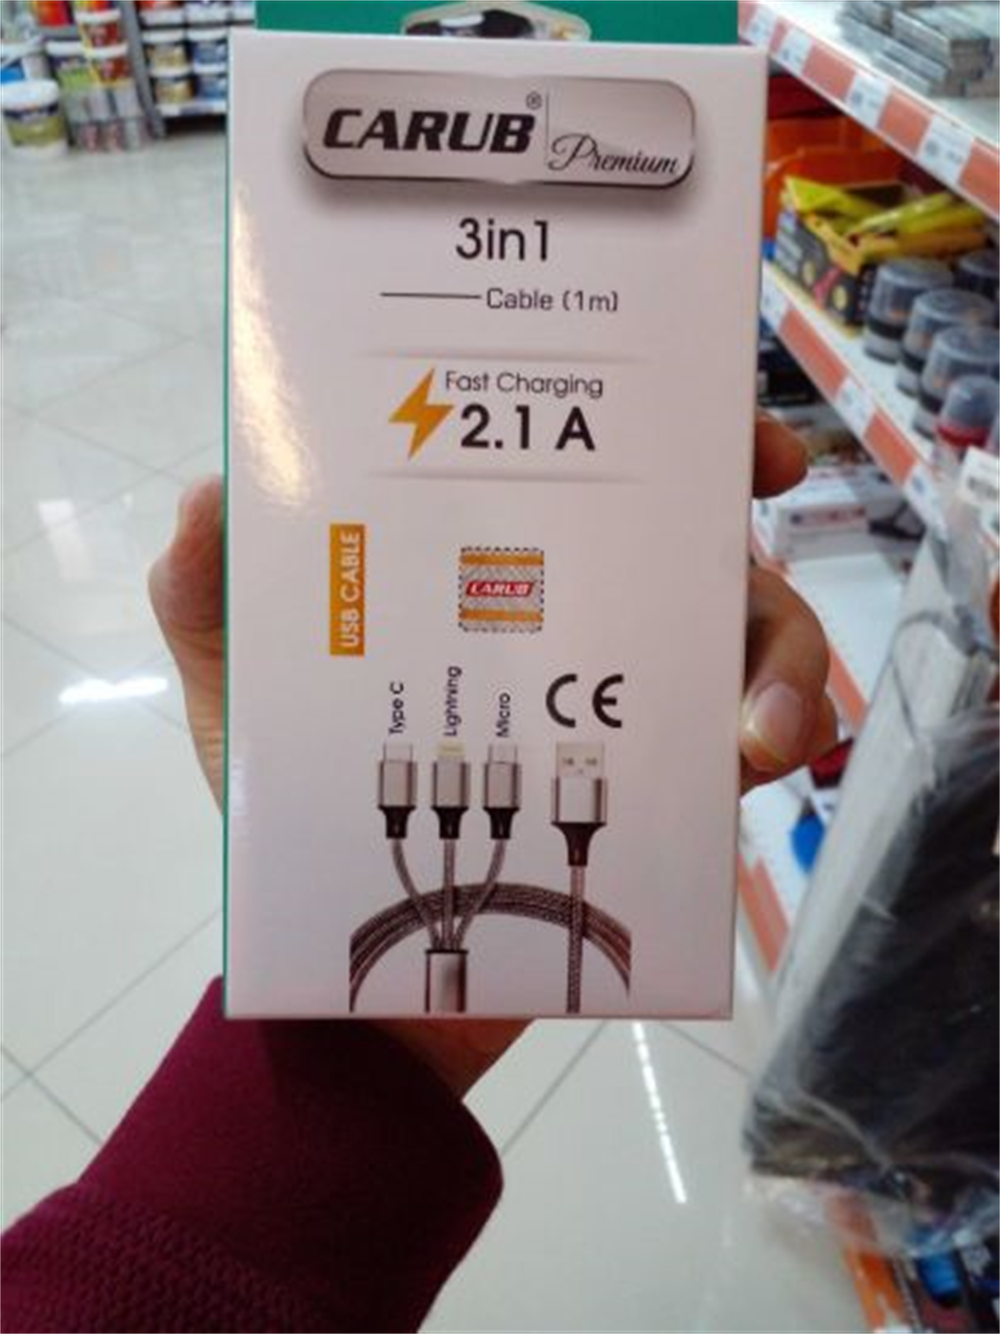 CARUB® Premium
3in1
Cable (1m)
Fast Charging
2.1 A
USB CABLE
CARUB
Type C
Lightning
Micro
CE